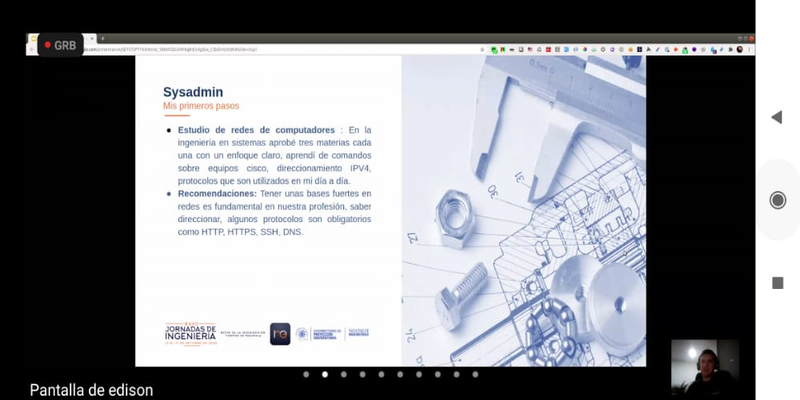 GRB
Sysadmin
Mis primeros pasos
Estudio de redes de computadores : En la
ingeniería en sistemas aprobé tres materias cada
una con un enfoque claro, aprendí de comandos
sobre equipos cisco, direccionamiento IPV4,
protocolos que son utilizados en mi día a día.
Recomendaciones: Tener unas bases fuertes en
redes es fundamental en nuestra profesión, saber
direccionar, algunos protocolos son obligatorios
como HTTP, HTTPS, SSH, DNS.
30
31
JORNADAS DE
INGENIERÍA
Pantalla de edison